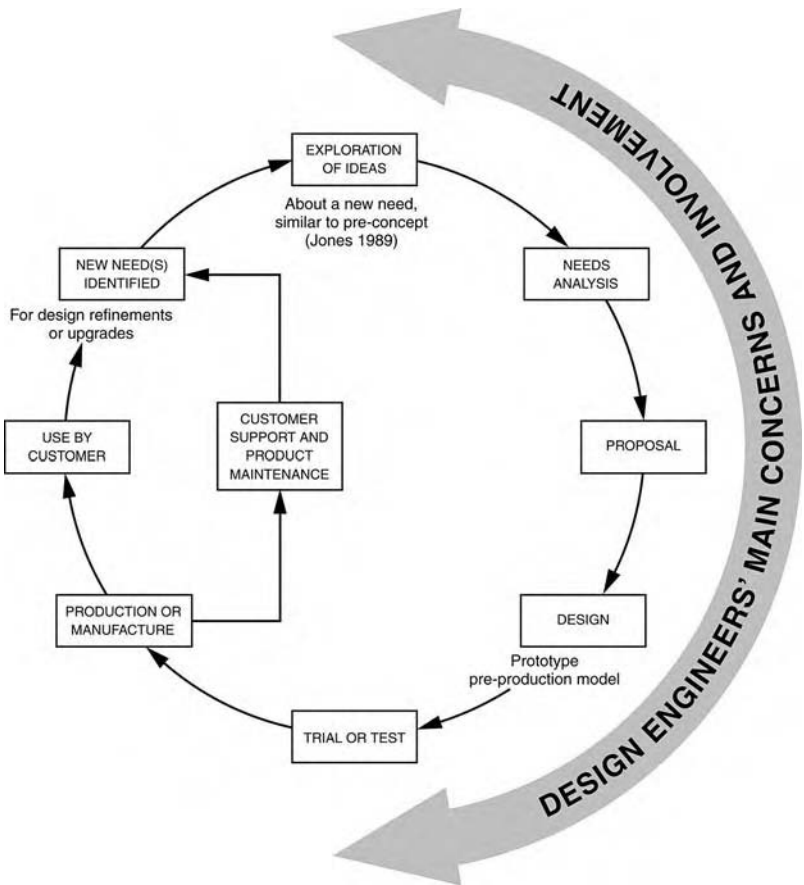 EXPLORATION
OF IDEAS
About a new need,
similar to pre-concept
(Jones 1989)
NEEDS
ANALYSIS
PROPOSAL
DESIGN
Prototype
pre-production model
TRIAL OR TEST
PRODUCTION OR
MANUFACTURE
CUSTOMER
SUPPORT AND
PRODUCT
MAINTENANCE
USE BY
CUSTOMER
NEW NEED(S)
IDENTIFIED
For design refinements
or upgrades
DESIGN ENGINEERS’ MAIN CONCERNS AND INVOLVEMENT